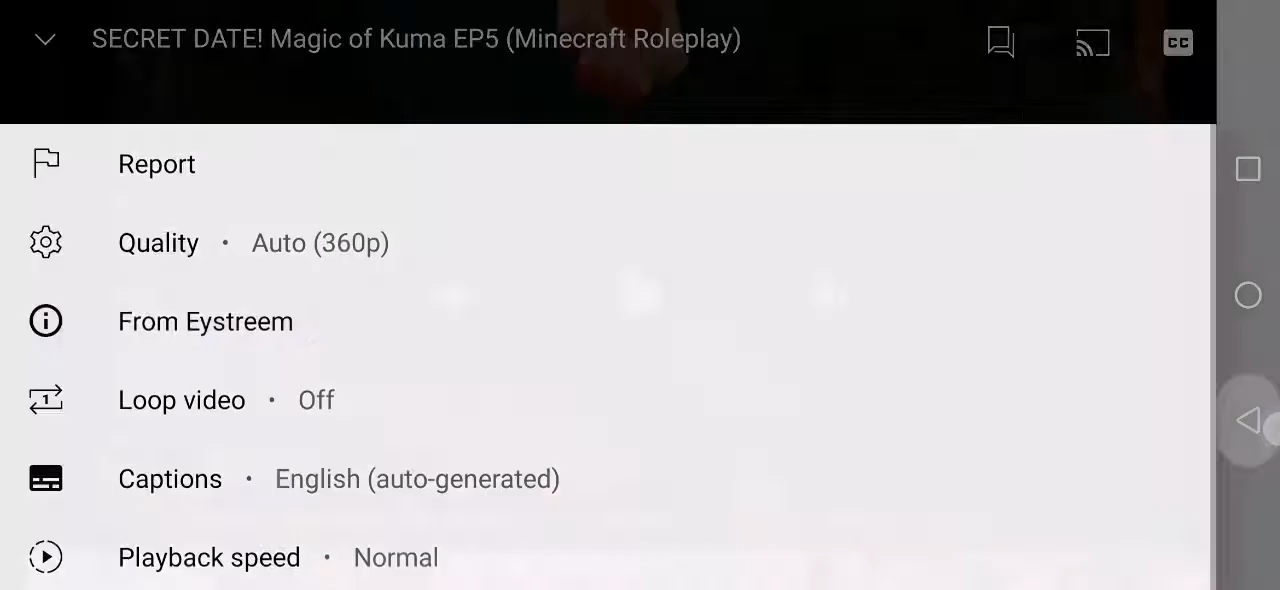 SECRET DATE! Magic of Kuma EP5 (Minecraft Roleplay)
CC
Report
Quality • Auto (360p)
From Eystreem
Loop video • Off
Captions • English (auto-generated)
Playback speed • Normal